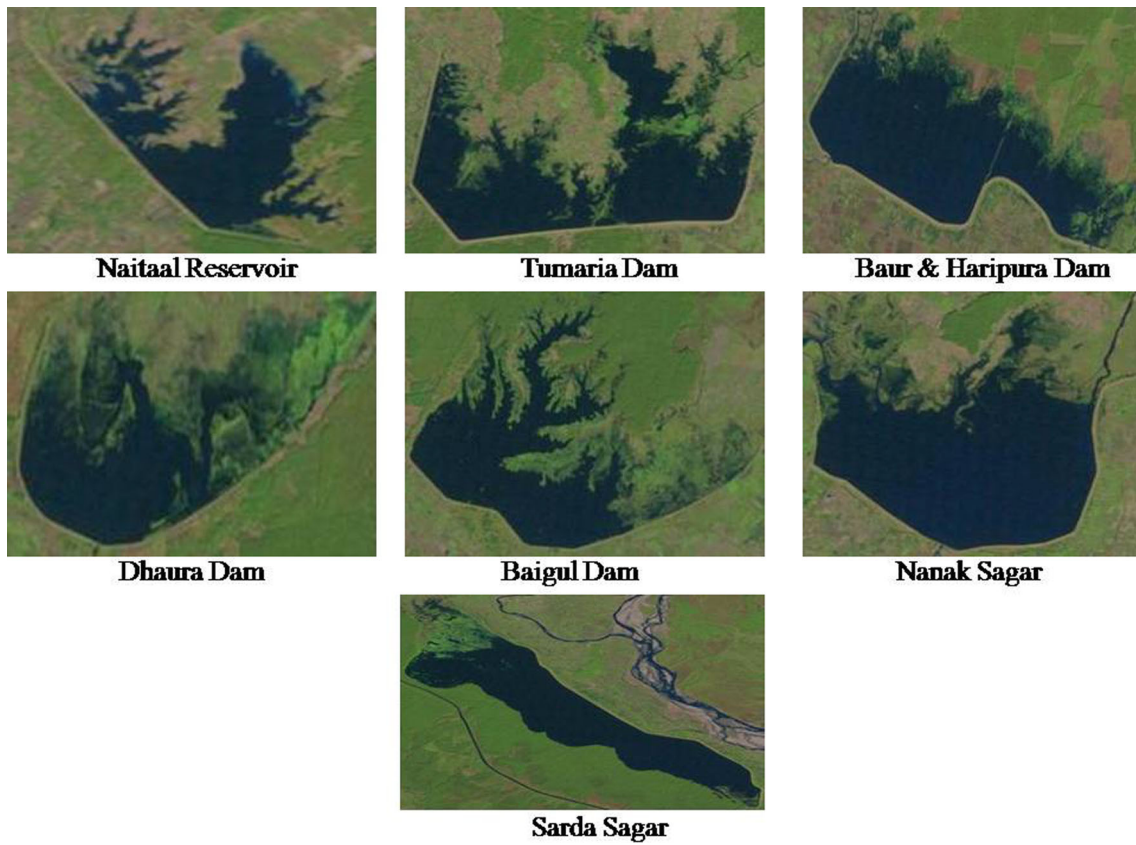 Naitaal Reservoir
Tumaria Dam
Baur & Haripura Dam
Dhaura Dam
Baigul Dam
Nanak Sagar
Sarda Sagar